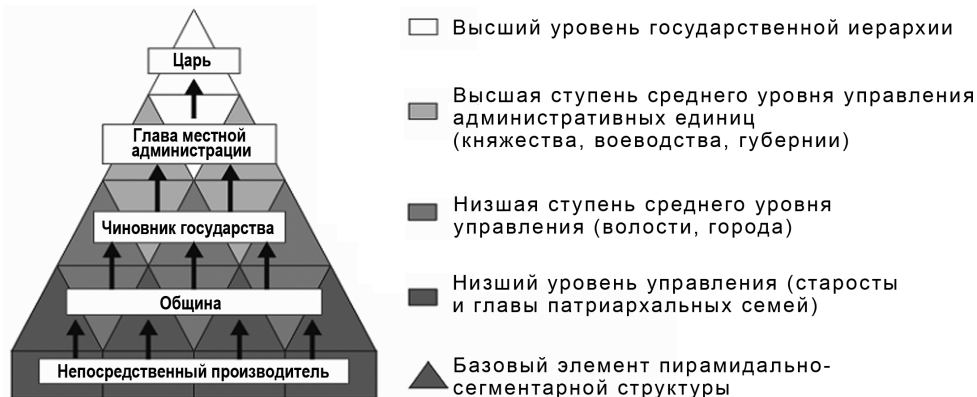 Царь
Глава местной
администрации
Чиновник государства
Община
Непосредственный производитель
Высший уровень государственной иерархии
Высшая ступень среднего уровня управления
административных единиц
(княжества, воеводства, губернии)
Низшая ступень среднего уровня
управления (волости, города)
Низший уровень управления (старосты
и главы патриархальных семей)
Базовый элемент пирамидально-
сегментарной структуры